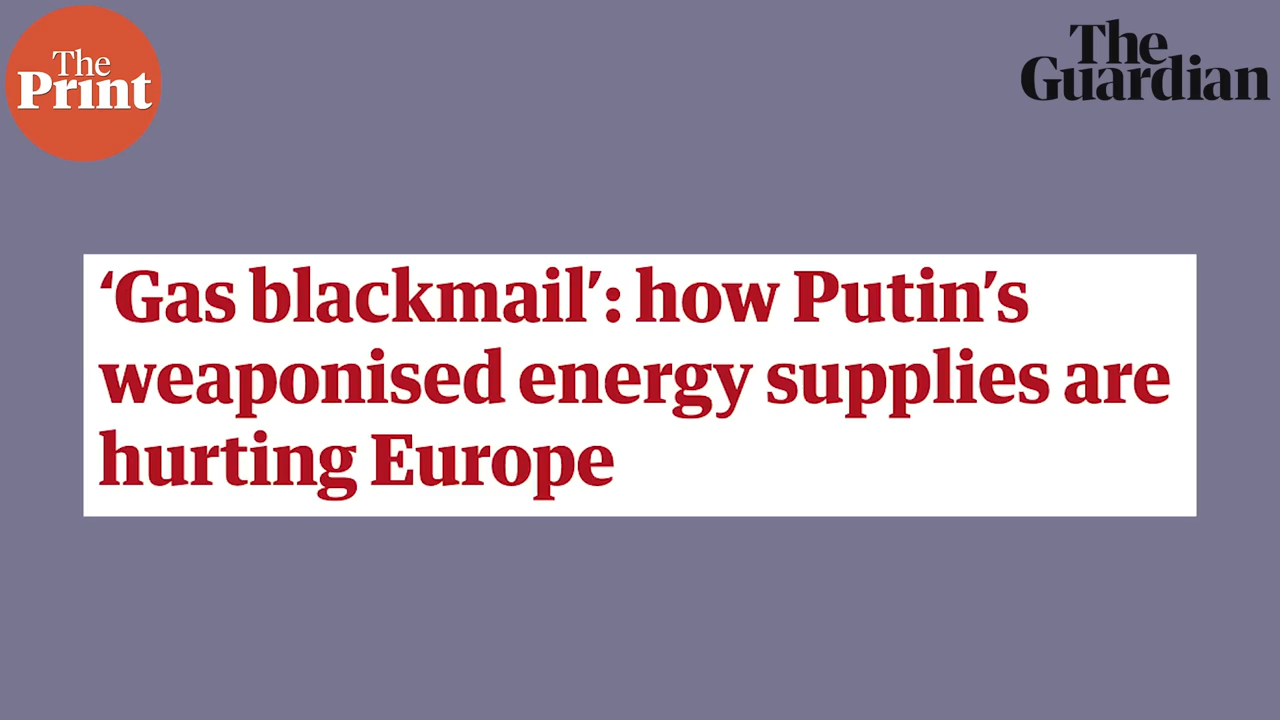 The
Print
The
Guardian
‘Gas blackmail’: how Putin’s
weaponised energy supplies are
hurting Europe